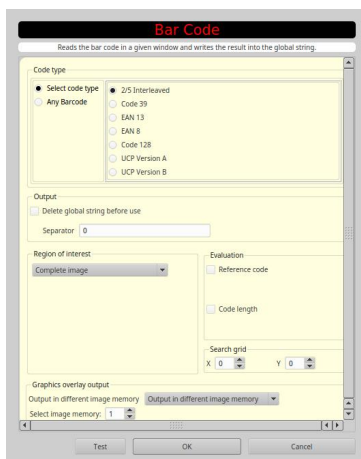 Bar Code
Reads the bar code in a given window and writes the result into the global string.
Code type
Select code type
Any Barcode
2/5 Interleaved
Code 39
EAN 13
EAN 8
Code 128
UCP Version A
UCP Version B
Output
Delete global string before use
Separator 0
Region of interest
Complete image
Evaluation
Reference code
Code length
Search grid
X 0 Y 0
Graphics overlay output
Output in different image memory Output in different image memory
Select image memory: 1
Test OK Cancel